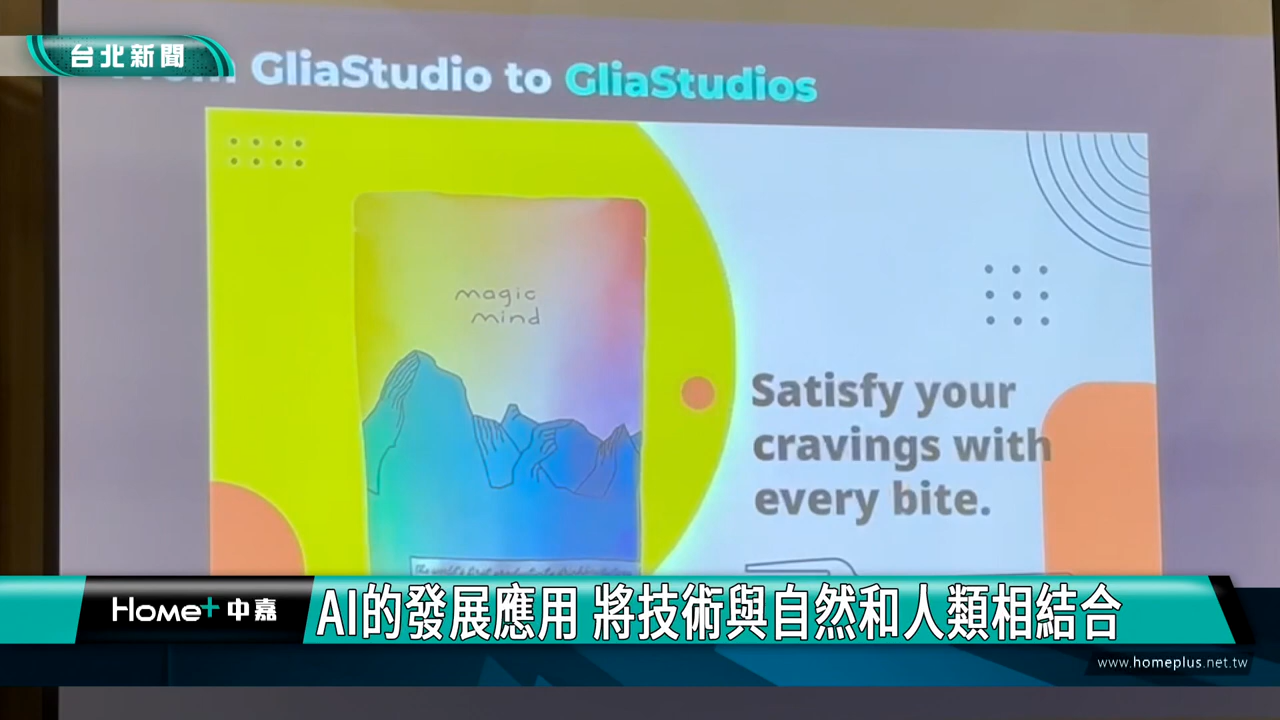 台北新聞
GliaStudio to GliaStudios
magic
mind
Satisfy your
cravings with
every bite.
Home+ 中嘉
AI的發展應用 將技術與自然和人類相結合
www.homeplus.net.tw